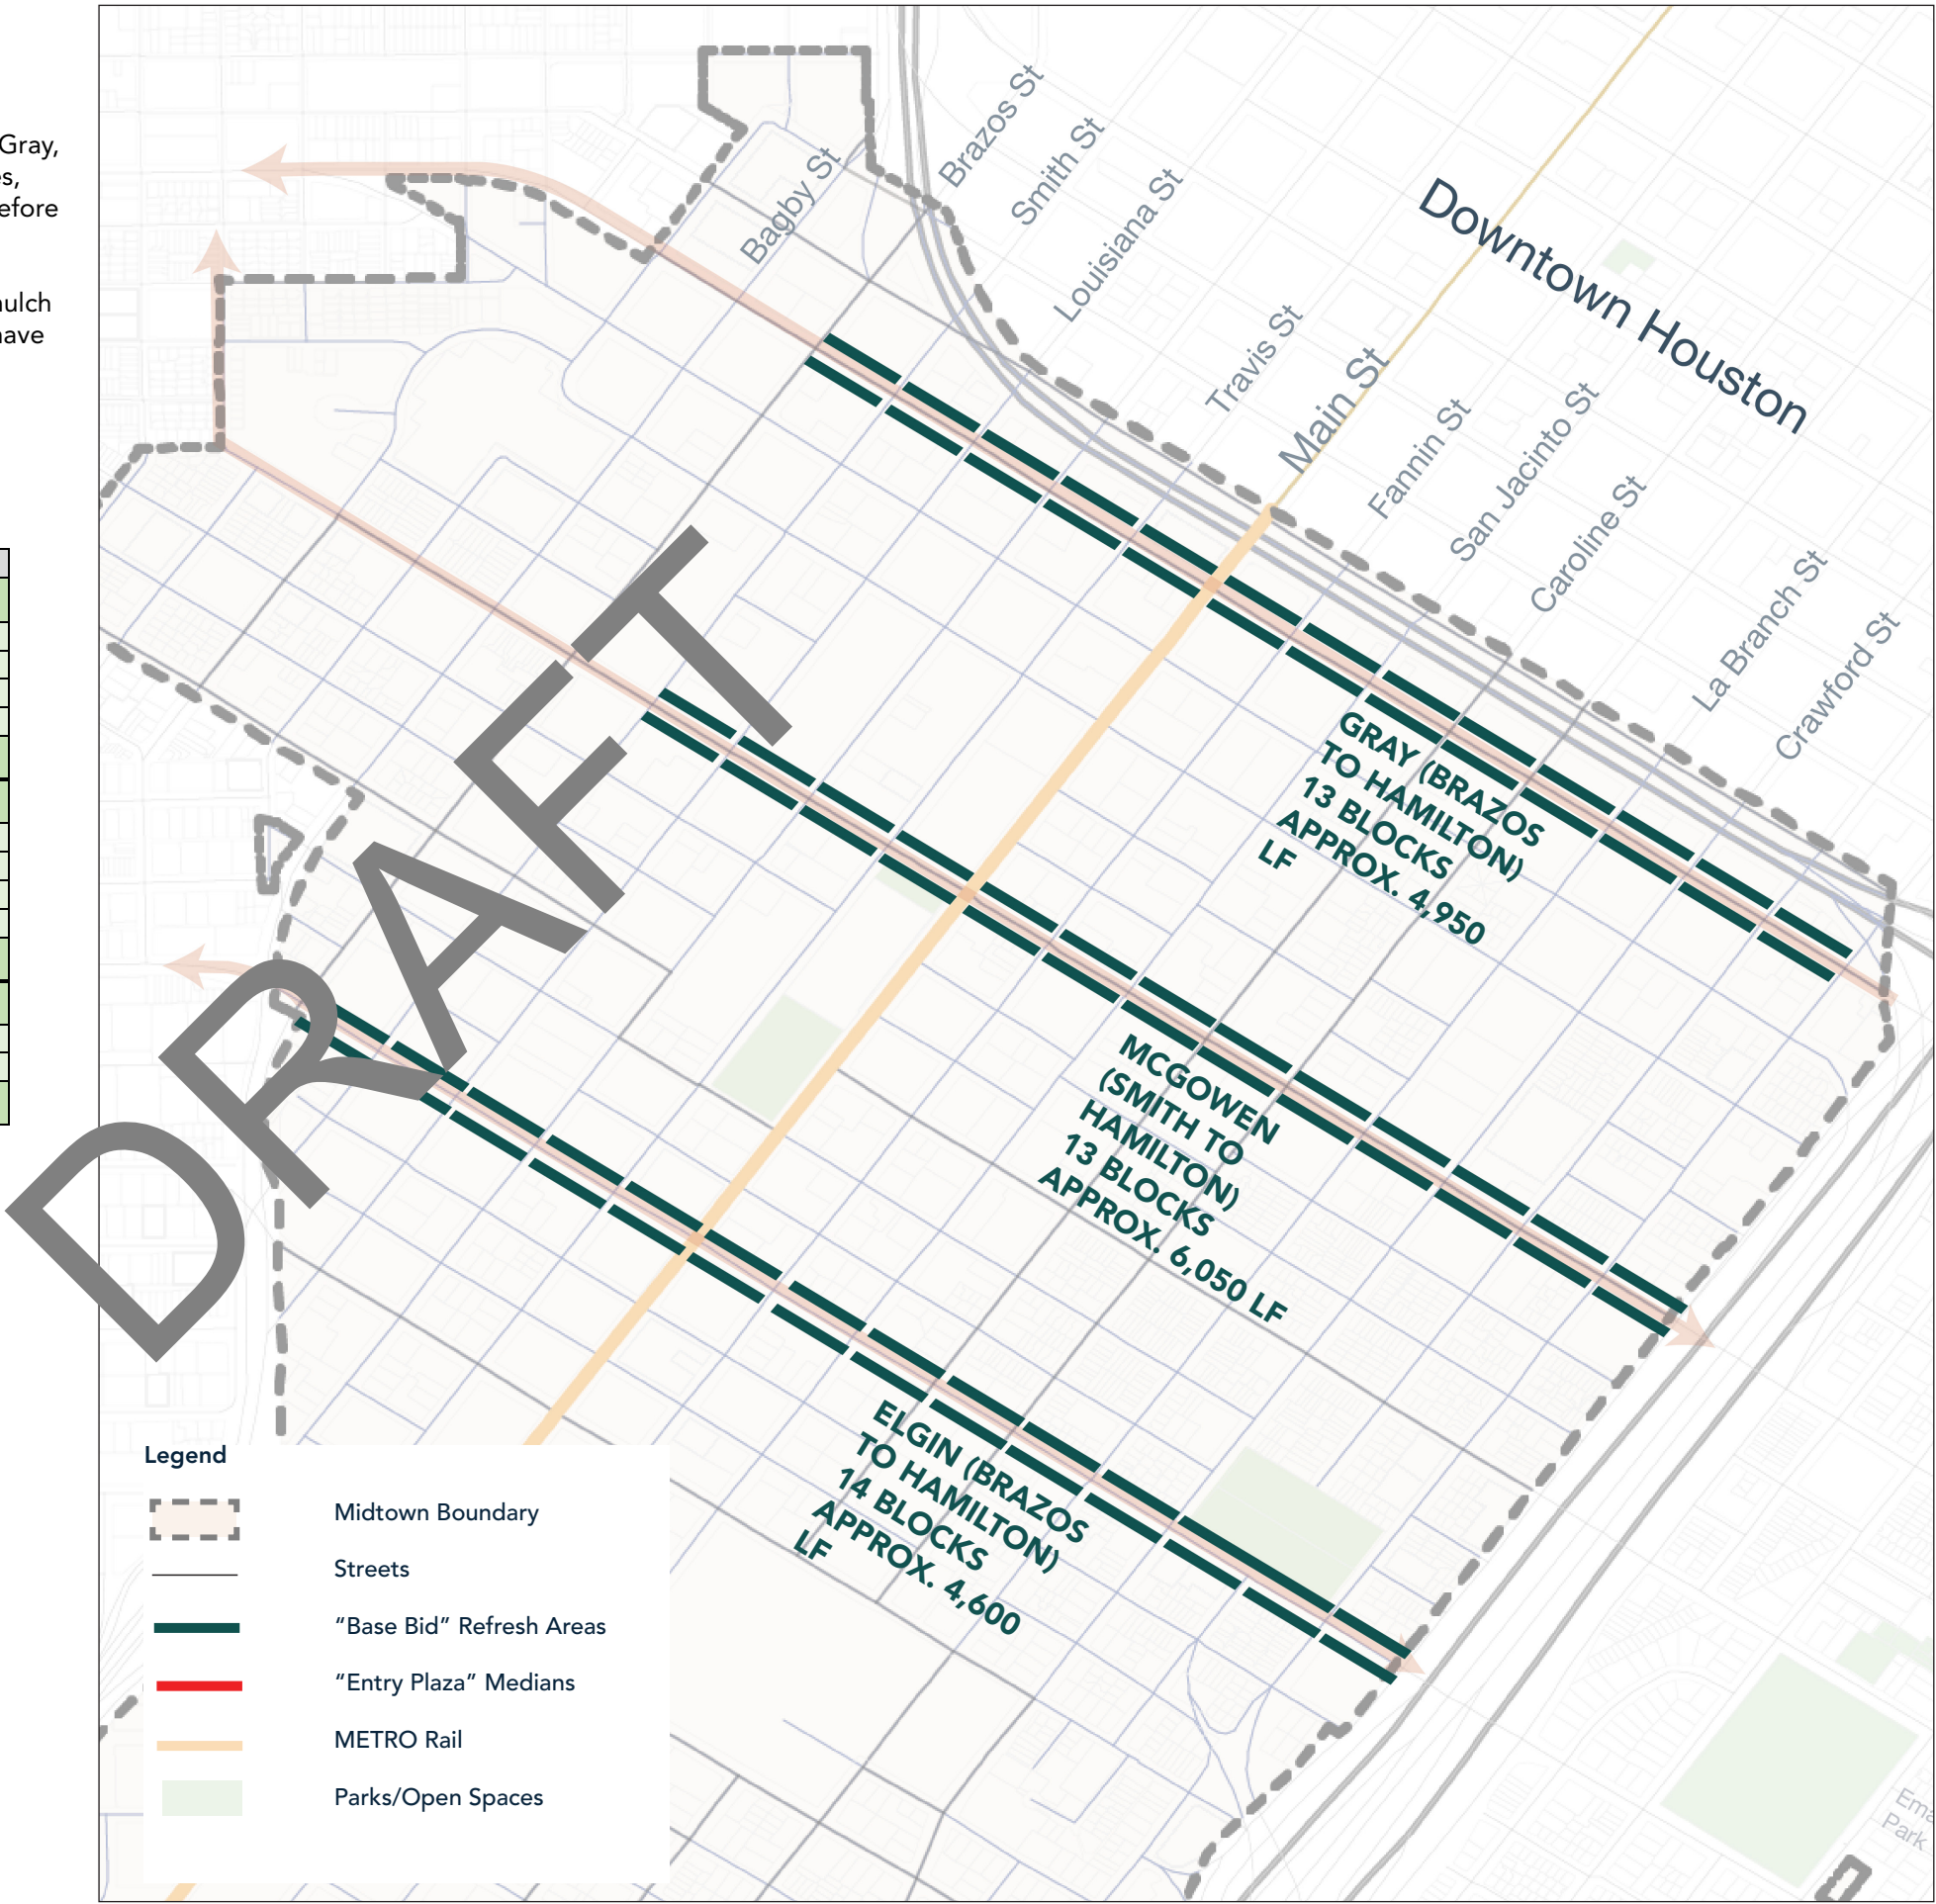 Gray,
Brazos St
Smith St
Louisiana St
Bagby St
Travis St
Main St
Fannin St
San Jacinto St
Caroline St
La Branch St
Crawford St
Downtown Houston
DRAFT
GRAY (BRAZOS
TO HAMILTON)
13 BLOCKS
APPROX. 4,950
LF
MCGOWEN
(SMITH TO
HAMILTON)
13 BLOCKS
APPROX. 6,050 LF
ELGIN (BRAZOS
TO HAMILTON)
14 BLOCKS
APPROX. 4,600
LF
Legend
Midtown Boundary
Streets
“Base Bid” Refresh Areas
“Entry Plaza” Medians
METRO Rail
Parks/Open Spaces
Park